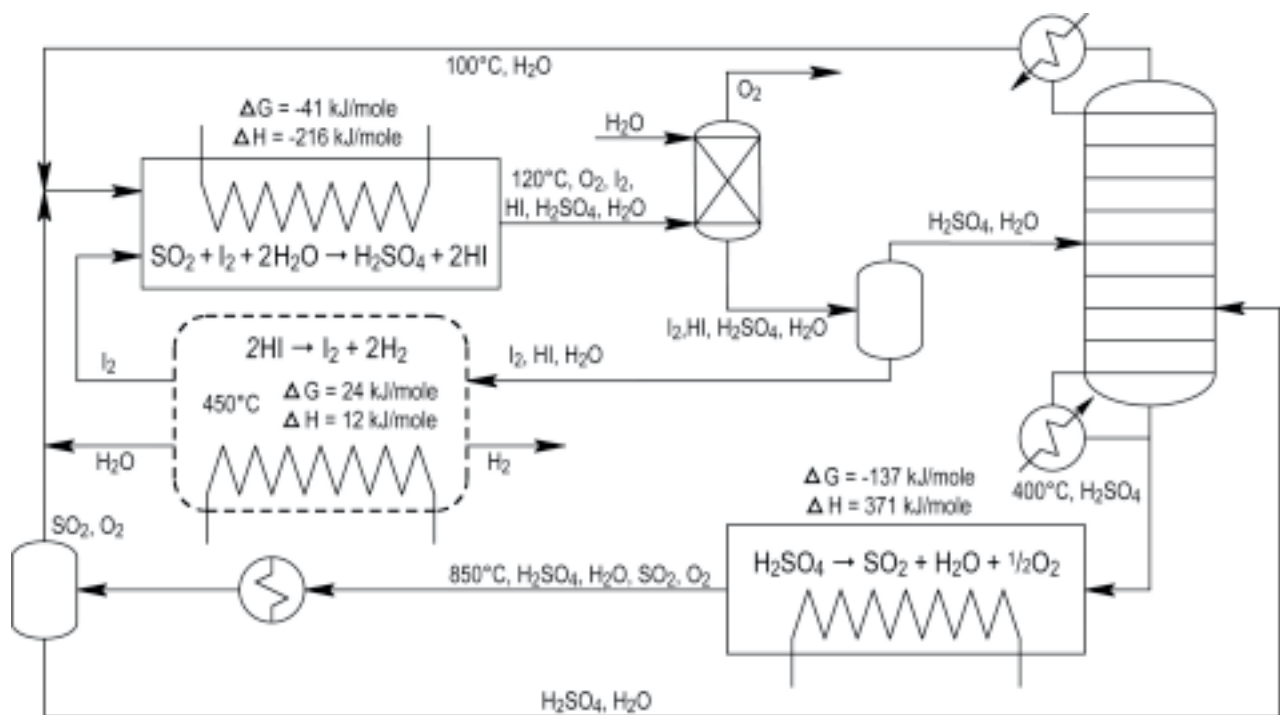 100°C, H₂O
ΔG = -41 kJ/mole
ΔH = -216 kJ/mole
O₂
H₂O
120°C, O₂, I₂,
HI, H₂SO₄, H₂O
SO₂ + I₂ + 2H₂O → H₂SO₄ + 2HI
H₂SO₄, H₂O
I₂,HI, H₂SO₄, H₂O
2HI → I₂ + 2H₂
I₂
I₂, HI, H₂O
450°C
ΔG = 24 kJ/mole
ΔH = 12 kJ/mole
H₂O
H₂
ΔG = -137 kJ/mole
ΔH = 371 kJ/mole
400°C, H₂SO₄
SO₂, O₂
H₂SO₄ → SO₂ + H₂O + ½O₂
850°C, H₂SO₄, H₂O, SO₂, O₂
H₂SO₄, H₂O